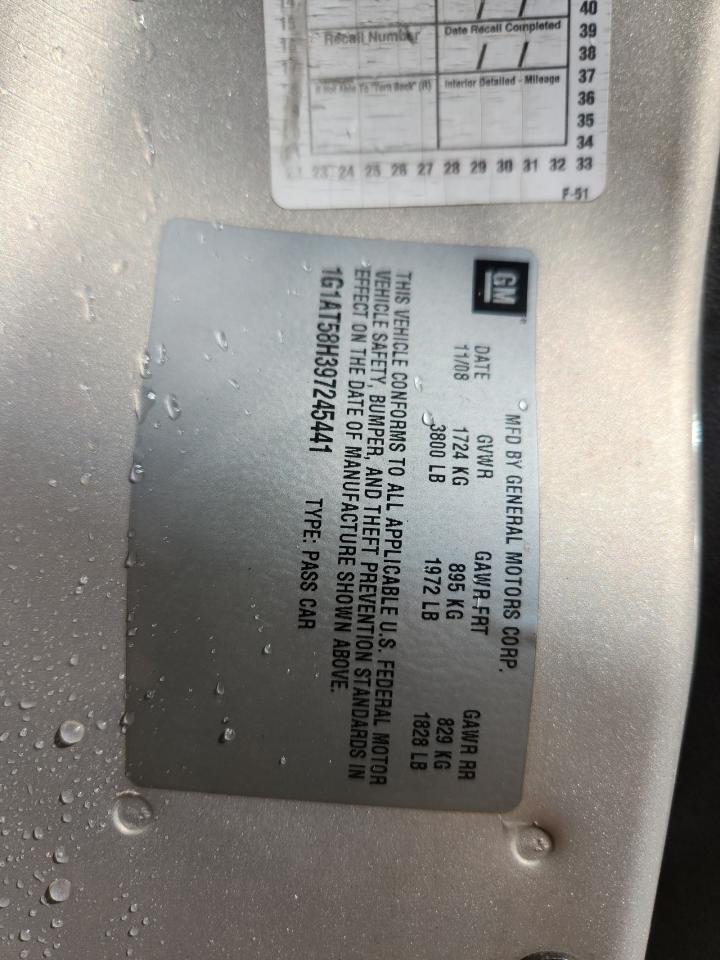 40
39
38
37
36
35
34
33
Recall Number
Date Recall Completed
/ /
/ /
Interior Detailed - Mileage
23 24 25 26 27 28 29 30 31 32
F-51
GM
MFD BY GENERAL MOTORS CORP.
DATE GVWR GAWR FRT GAWR RR
11/08 1724 KG 895 KG 829 KG
3800 LB 1972 LB 1828 LB
THIS VEHICLE CONFORMS TO ALL APPLICABLE U.S. FEDERAL MOTOR
VEHICLE SAFETY, BUMPER, AND THEFT PREVENTION STANDARDS IN
EFFECT ON THE DATE OF MANUFACTURE SHOWN ABOVE.
1G1AT58H397245441 TYPE: PASS CAR